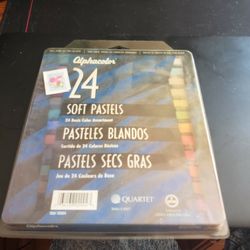 Alphacolor
24
SOFT PASTELS
24 Basic Color Assortment
PASTELES BLANDOS
Surtido de 24 Colores Básicos
PASTELS SECS GRAS
Jeu de 24 Couleurs de Base
QUARTET